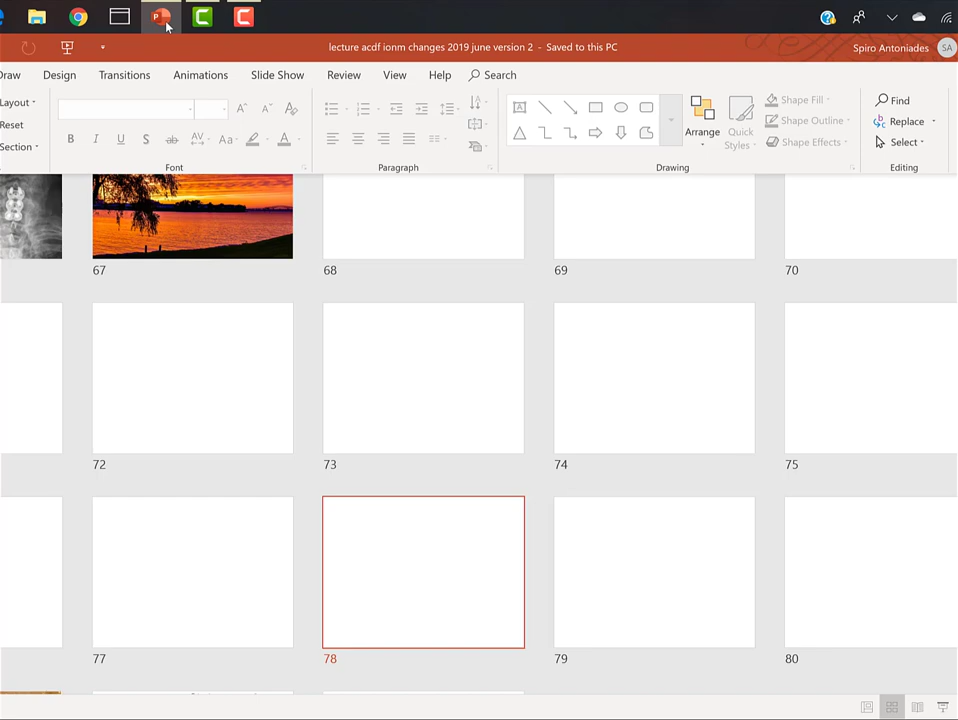 lecture acdf ionm changes 2019 june version 2 - Saved to this PC
Spiro Antoniades
SA
raw
Design
Transitions
Animations
Slide Show
Review
View
Help
Search
Layout
Reset
Section
Font
Paragraph
Arrange
Quick
Styles
Shape Fill
Shape Outline
Shape Effects
Drawing
Find
Replace
Select
Editing
67
68
69
70
72
73
74
75
77
78
79
80